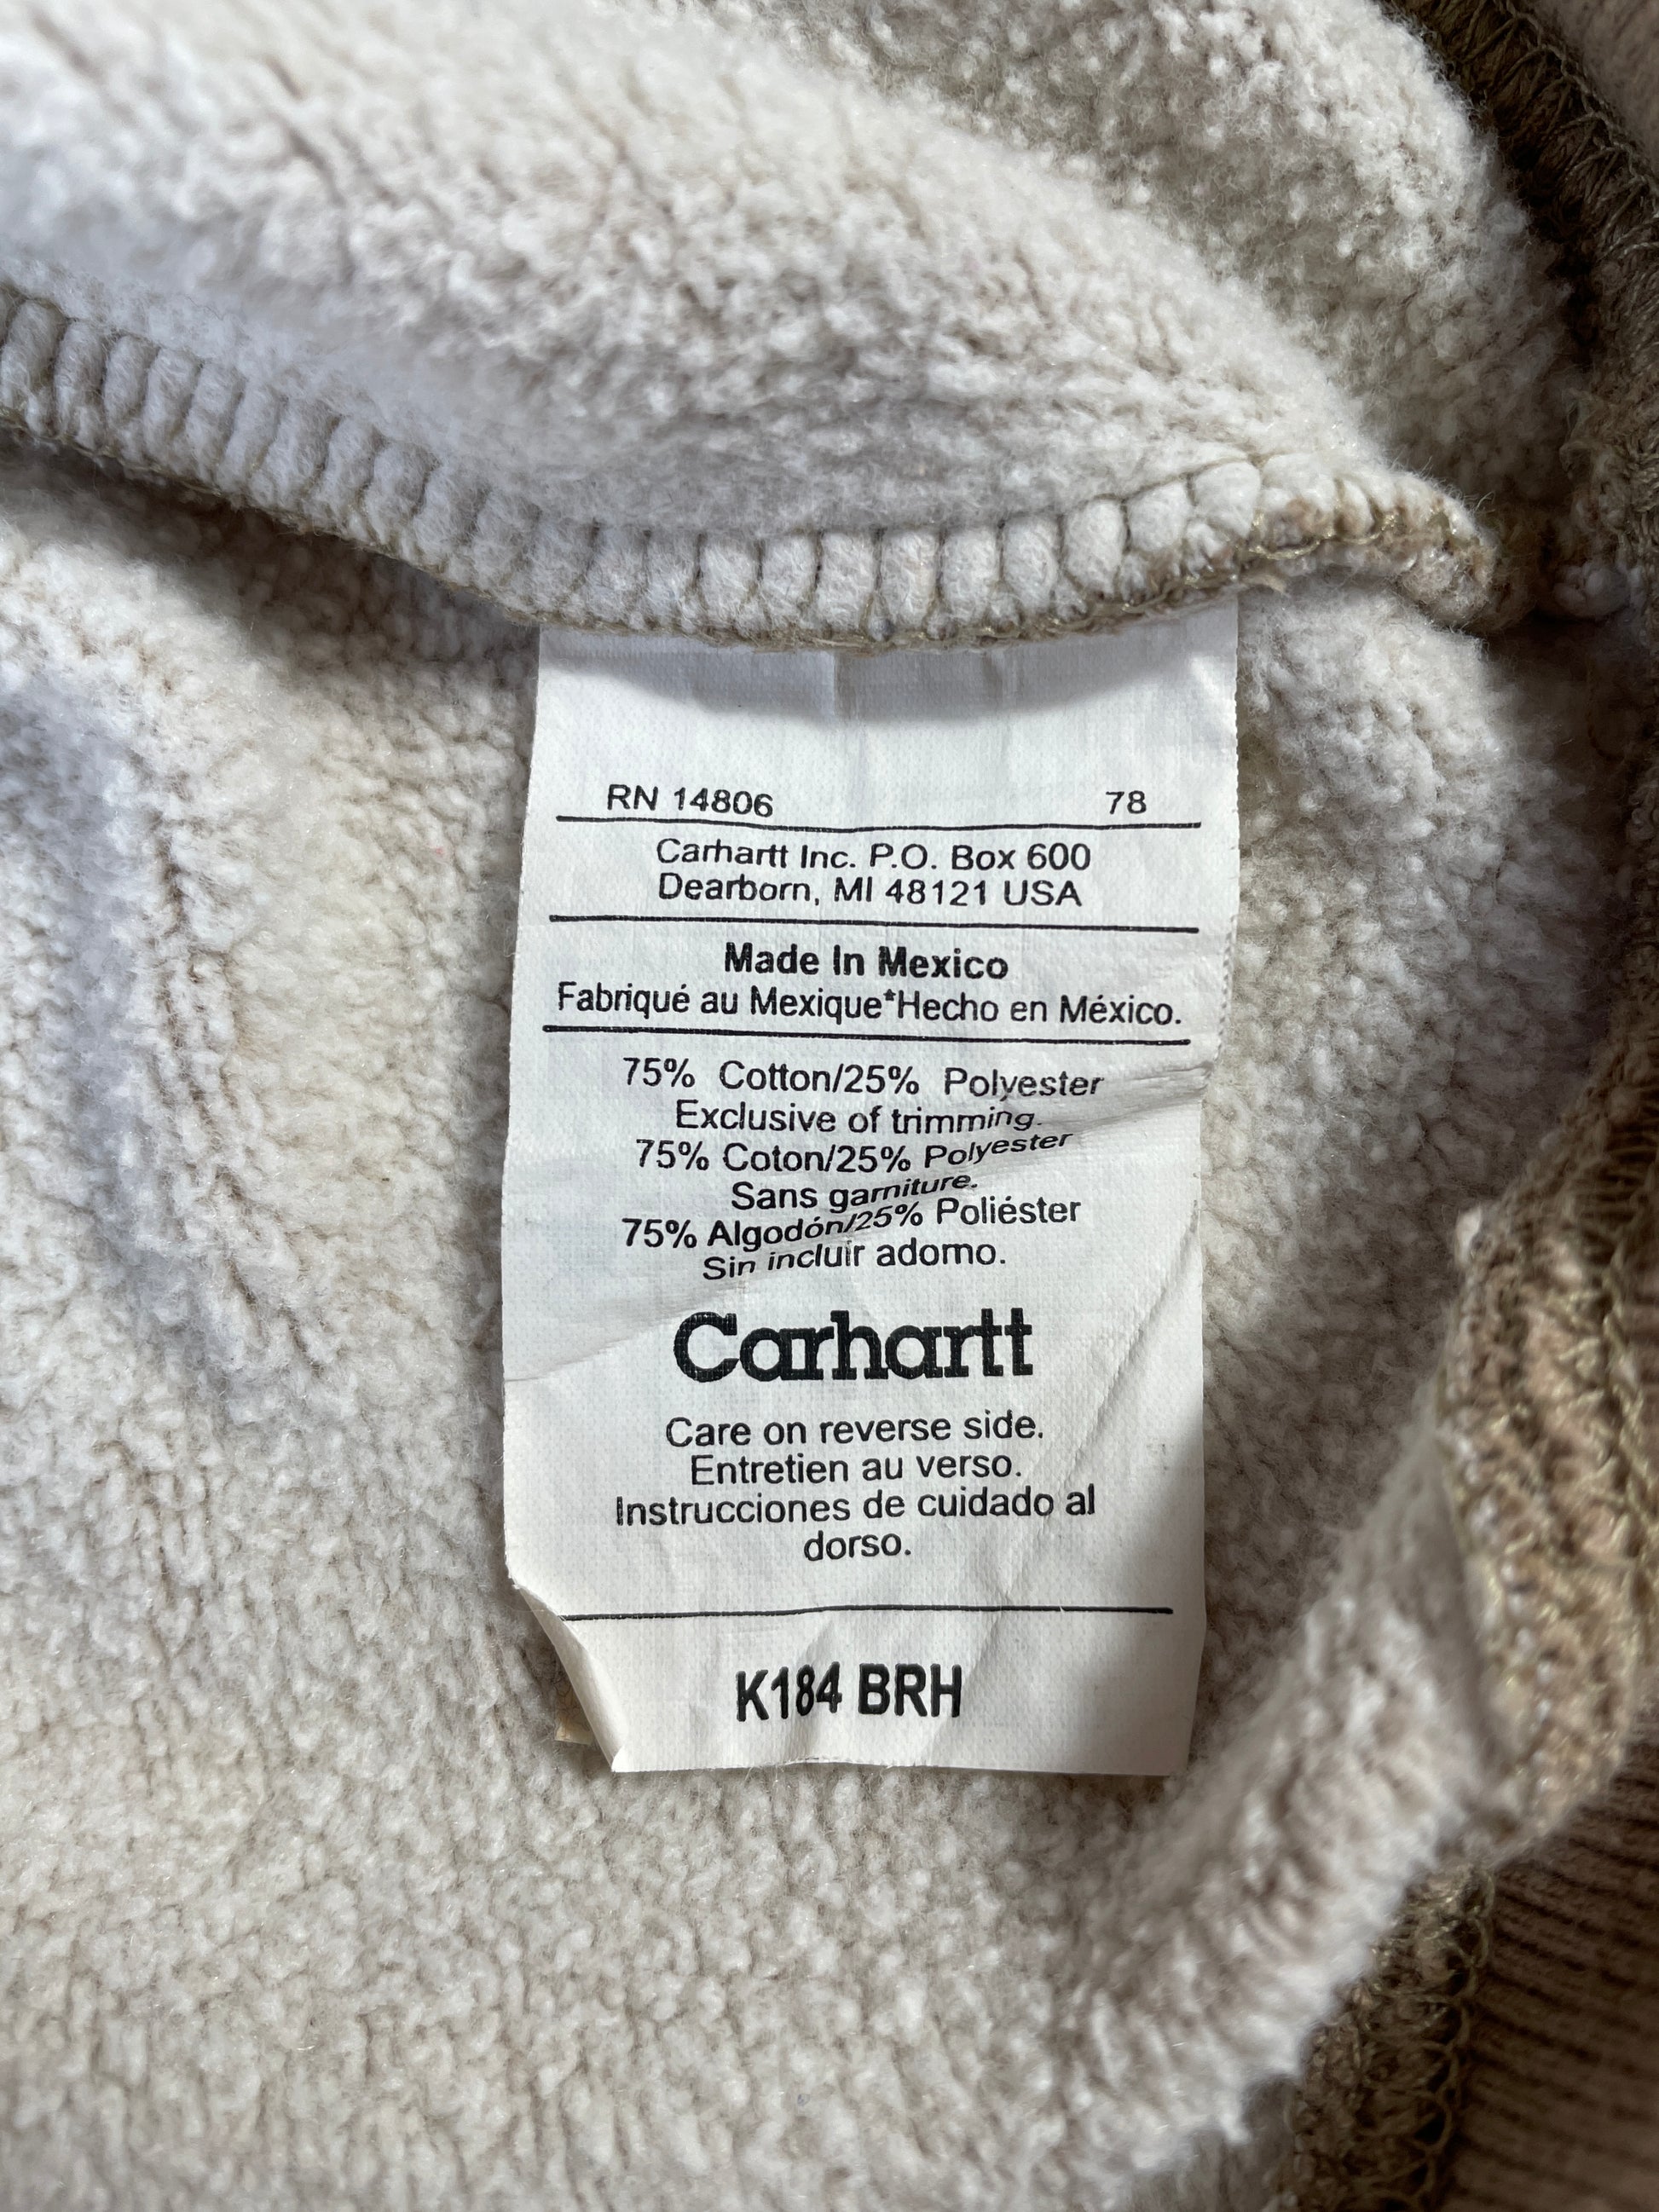 RN 14806 78
Carhartt Inc. P.O. Box 600
Dearborn, MI 48121 USA
Made In Mexico
Fabriqué au Mexique*Hecho en México.
75% Cotton/25% Polyester
Exclusive of trimming.
75% Coton/25% Polyester
Sans garniture.
75% Algodón/25% Poliéster
Sin incluir adorno.
Carhartt
Care on reverse side.
Entretien au verso.
Instrucciones de cuidado al
dorso.
K184 BRH